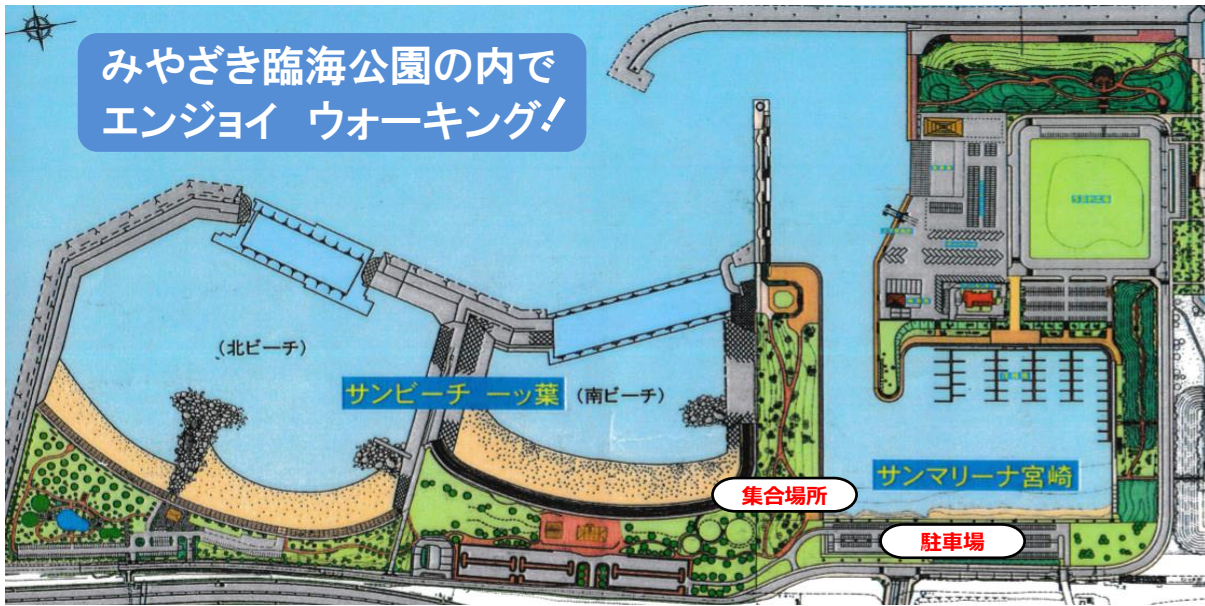 みやざき臨海公園の内で
エンジョイ ウォーキング!
(北ビーチ)
サンビーチ 一ッ葉
(南ビーチ)
サンマリーナ宮崎
集合場所
駐車場